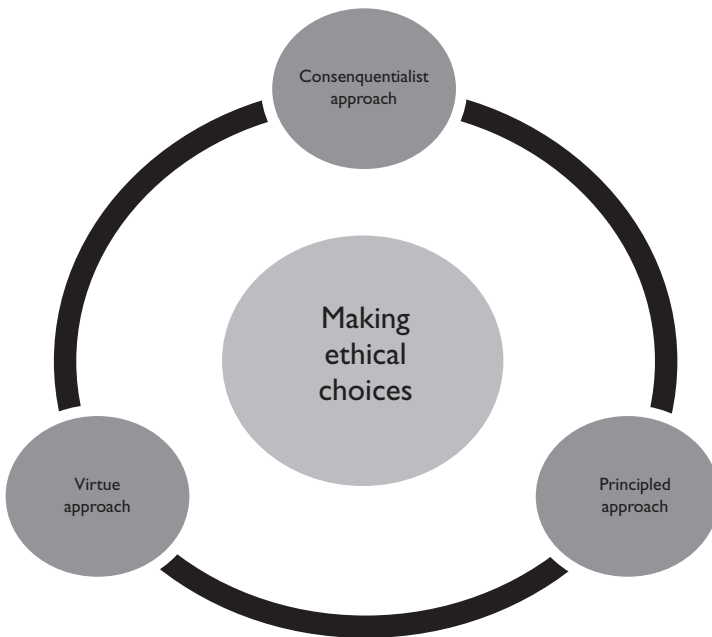 Consenquentialist
approach
Making
ethical
choices
Virtue
approach
Principled
approach